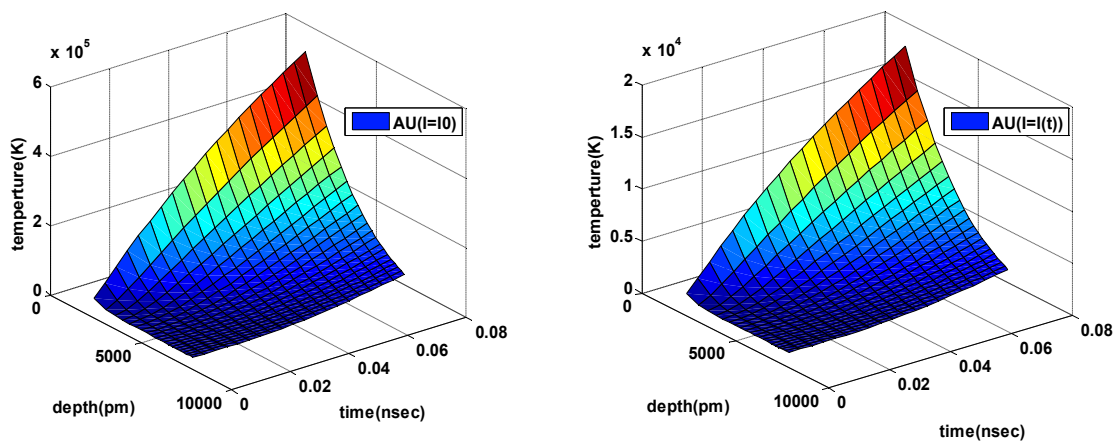 x 10^5
6
4
2
0
temperture(K)
AU(I=I0)
0
5000
10000
depth(pm)
0
0.02
0.04
0.06
0.08
time(nsec)
x 10^4
2
1.5
1
0.5
0
temperture(K)
AU(I=I(t))
0
5000
10000
depth(pm)
0
0.02
0.04
0.06
0.08
time(nsec)